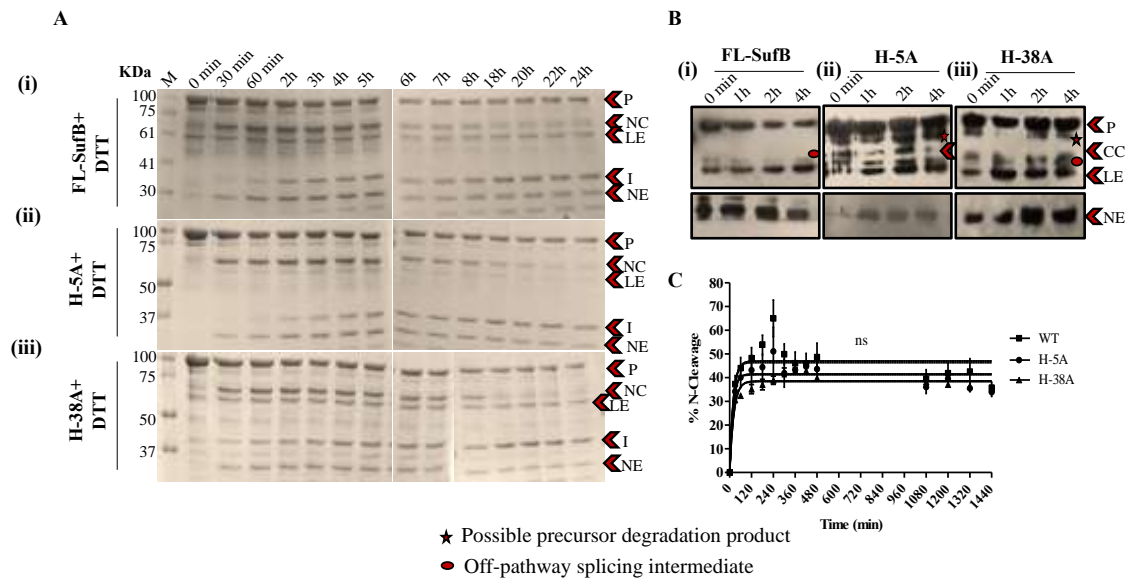 A
(i)
KDa
M
0 min
30 min
60 min
2h
3h
4h
5h
6h
7h
8h
18h
20h
22h
24h
FL-SufB+
DTT
100
75
61
41
30
P
NC
LE
I
NE
(ii)
H-5A+
DTT
100
75
50
37
P
NC
LE
I
NE
(iii)
H-38A+
DTT
100
75
50
37
P
NC
LE
I
NE
B
(i)
FL-SufB
0 min
1h
2h
4h
(ii)
H-5A
0 min
1h
2h
4h
(iii)
H-38A
0 min
1h
2h
4h
P
CC
LE
NE
C
% N-Cleavage
80
70
60
50
40
30
20
10
0
ns
WT
H-5A
H-38A
0
120
240
360
480
600
720
840
960
1080
1200
1320
1440
Time (min)
Possible precursor degradation product
Off-pathway splicing intermediate